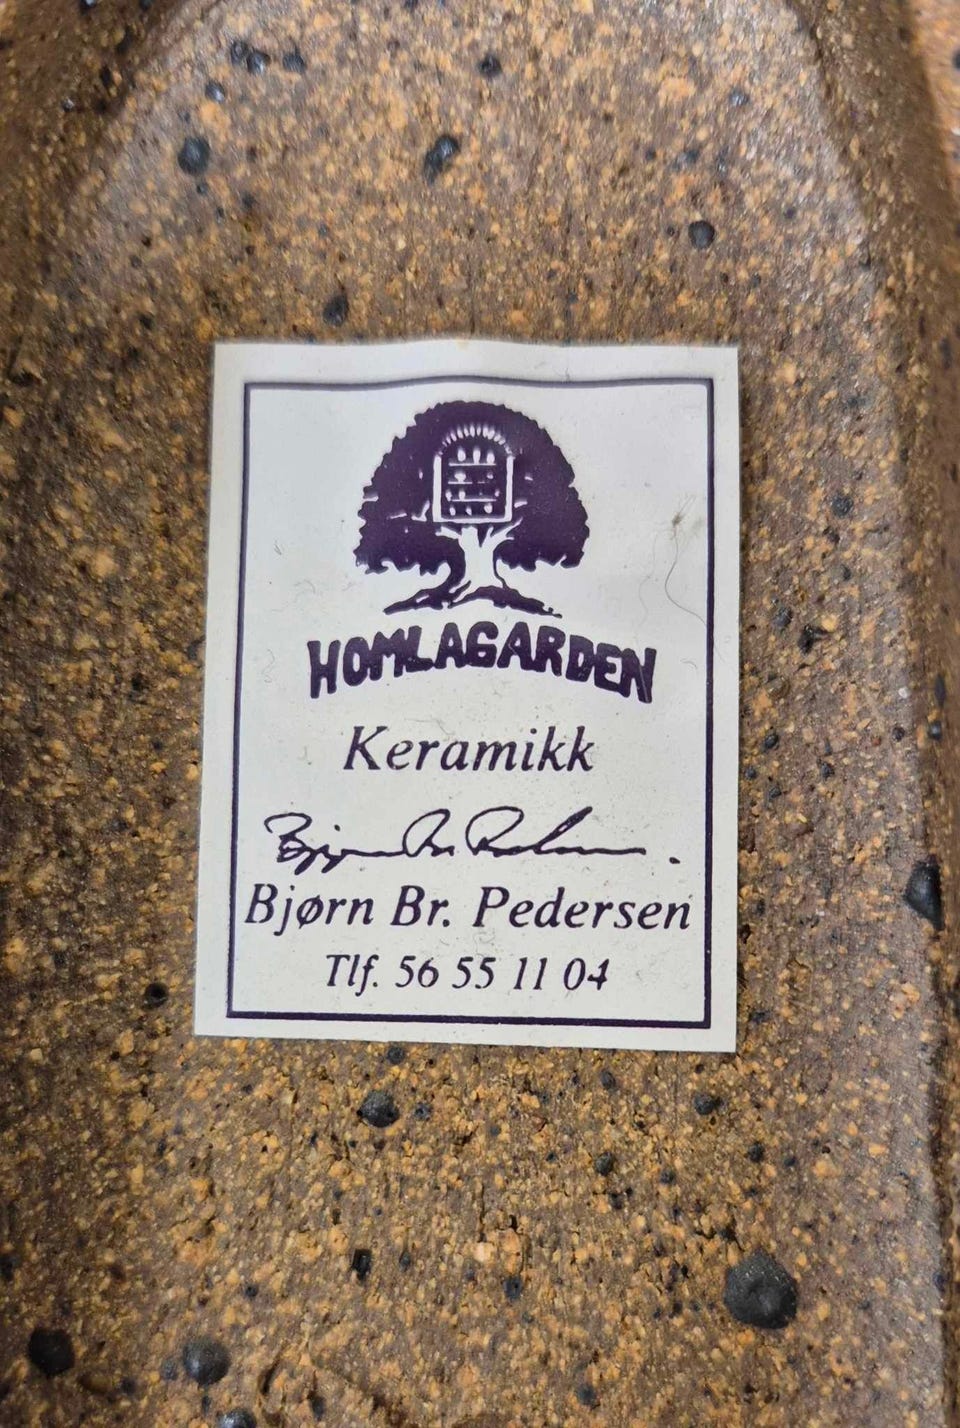 HOMLAGARDEN
Keramikk
Bjørn Br. Pedersen
Tlf. 56 55 11 04